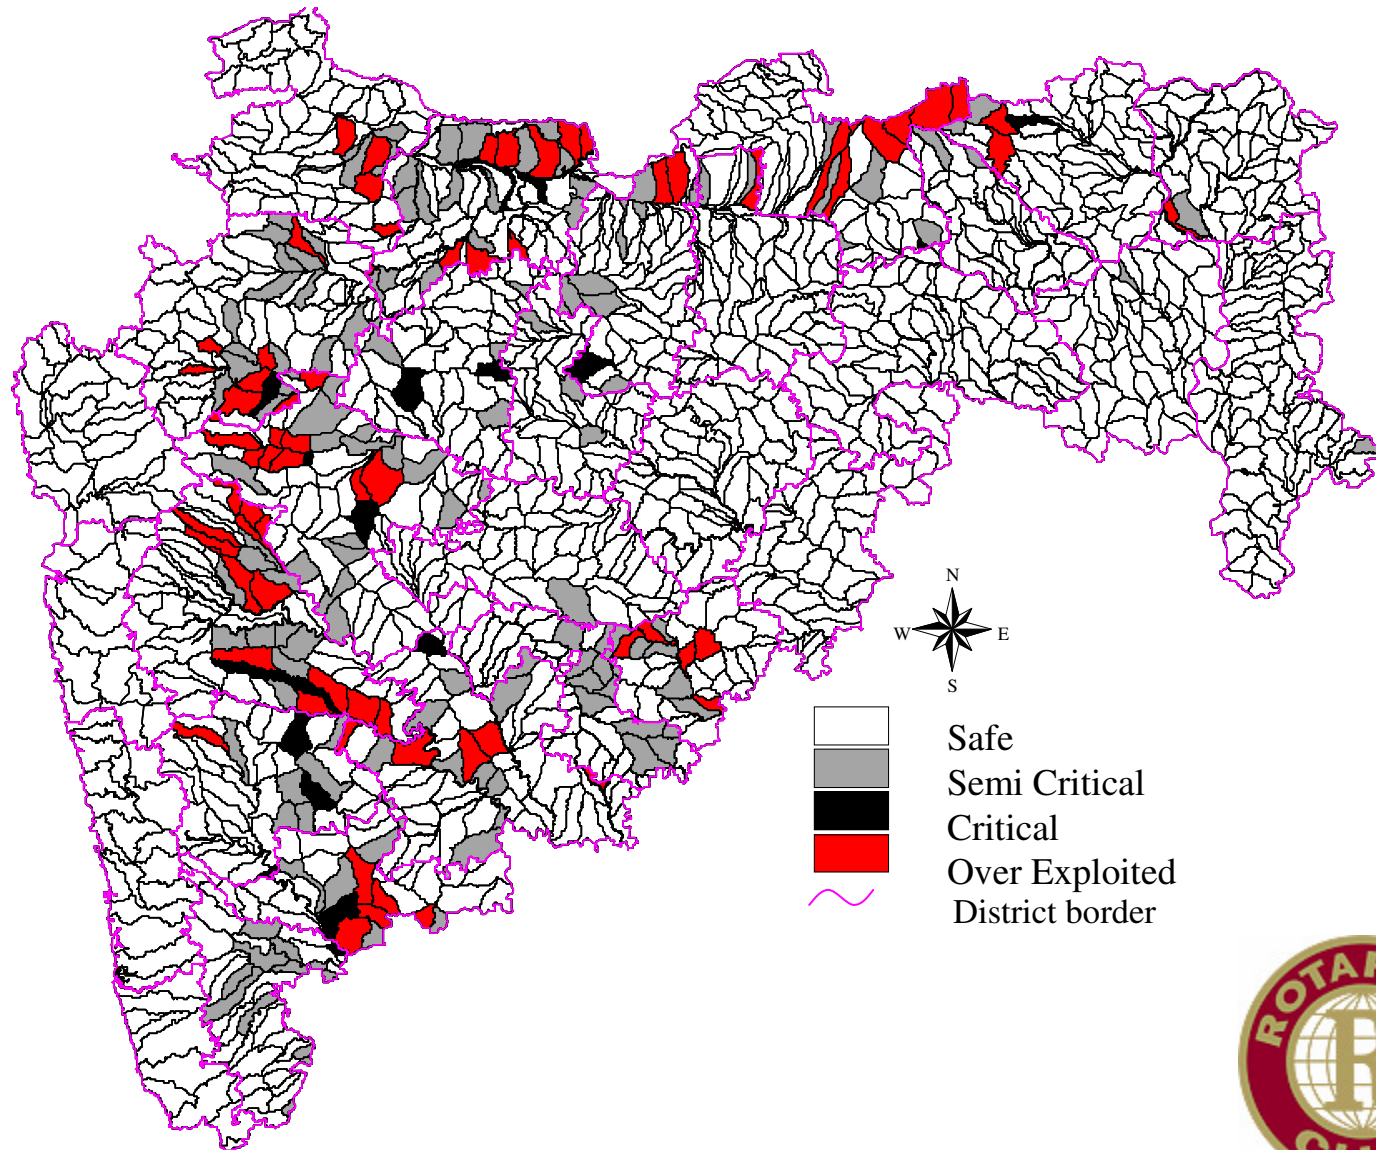 N
W E
S
Safe
Semi Critical
Critical
Over Exploited
District border
R